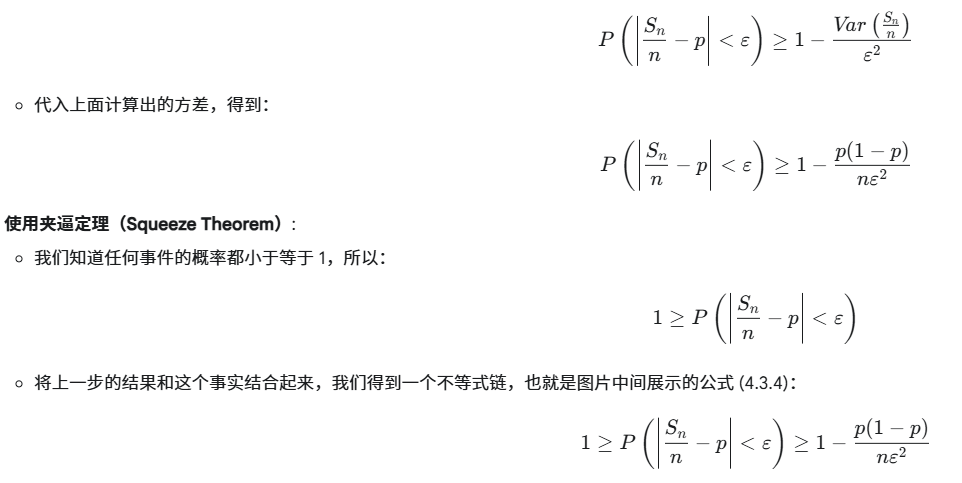 $$P\left(\left|\frac{S_n}{n} - p\right| < \varepsilon\right) \geq 1 - \frac{Var\left(\frac{S_n}{n}\right)}{\varepsilon^2}$$
◦ 代入上面计算出的方差，得到：
$$P\left(\left|\frac{S_n}{n} - p\right| < \varepsilon\right) \geq 1 - \frac{p(1-p)}{n\varepsilon^2}$$
使用夹逼定理（Squeeze Theorem）:
◦ 我们知道任何事件的概率都小于等于 1，所以：
$$1 \geq P\left(\left|\frac{S_n}{n} - p\right| < \varepsilon\right)$$
◦ 将上一步的结果和这个事实结合起来，我们得到一个不等式链，也就是图片中间展示的公式 (4.3.4)：
$$1 \geq P\left(\left|\frac{S_n}{n} - p\right| < \varepsilon\right) \geq 1 - \frac{p(1-p)}{n\varepsilon^2}$$